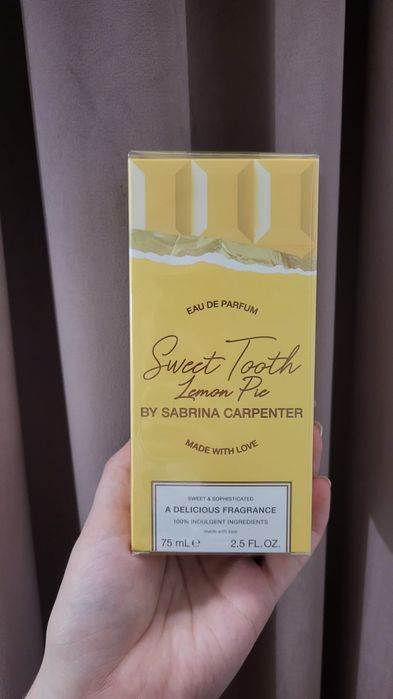 EAU DE PARFUM
Sweet Tooth
Lemon Pie
BY SABRINA CARPENTER
MADE WITH LOVE
SWEET & SOPHISTICATED
A DELICIOUS FRAGRANCE
100% INDULGENT INGREDIENTS
made with love
75 mL℮ 2.5 FL.OZ.